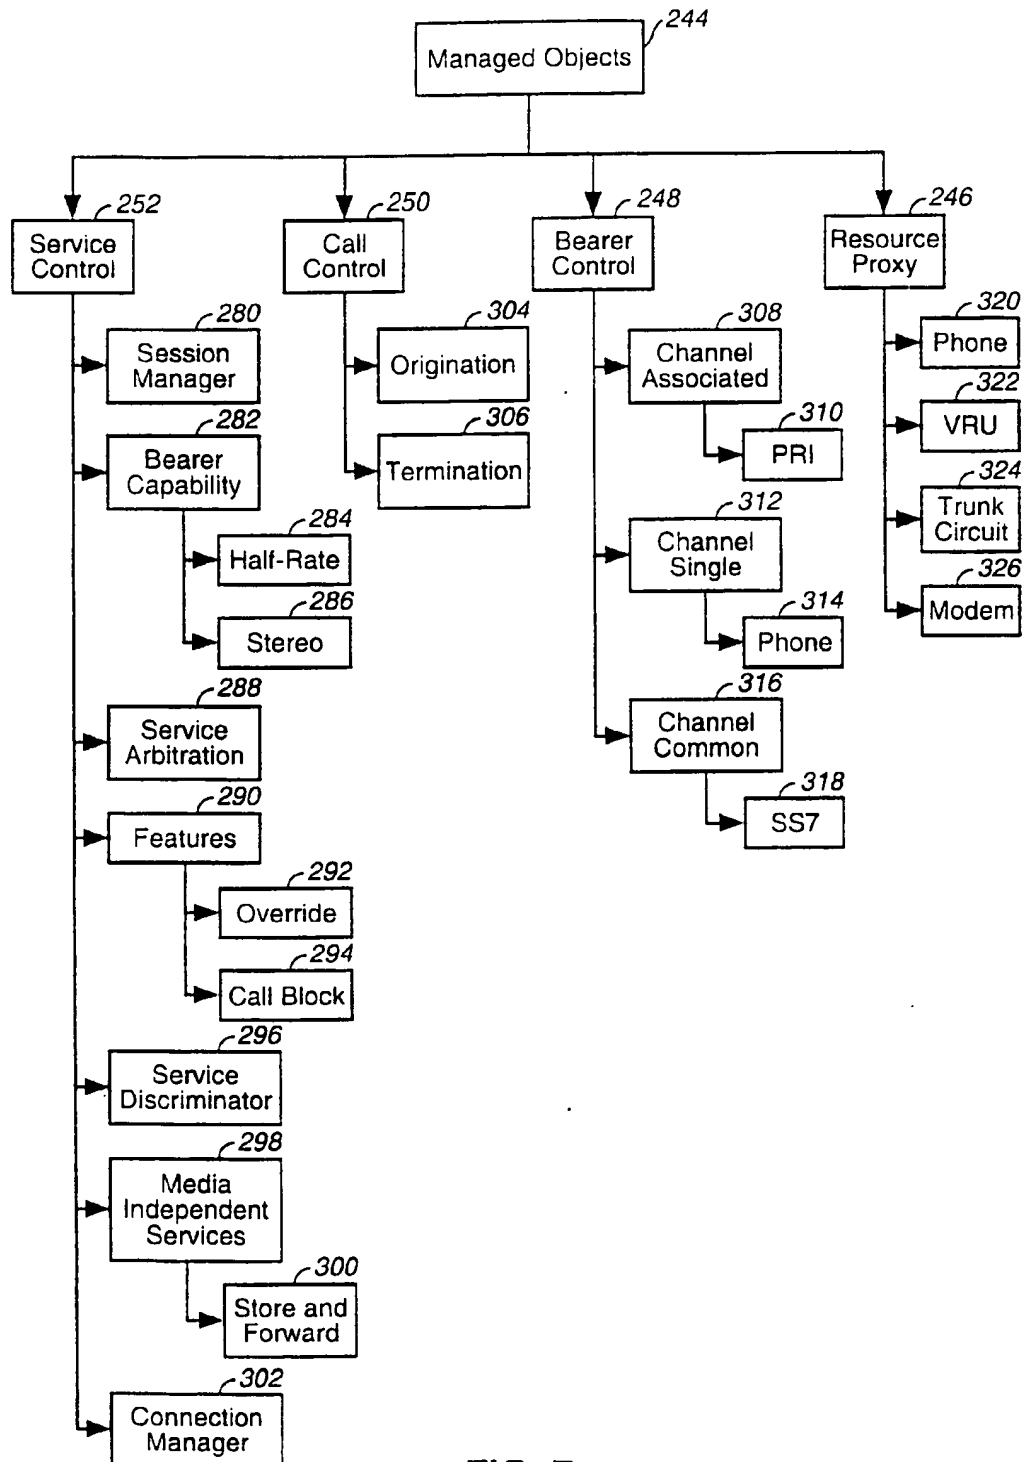 244
Managed Objects
252
Service
Control
250
Call
Control
248
Bearer
Control
246
Resource
Proxy
280
Session
Manager
282
Bearer
Capability
284
Half-Rate
286
Stereo
288
Service
Arbitration
290
Features
292
Override
294
Call Block
296
Service
Discriminator
298
Media
Independent
Services
300
Store and
Forward
302
Connection
Manager
304
Origination
306
Termination
308
Channel
Associated
310
PRI
312
Channel
Single
314
Phone
316
Channel
Common
318
SS7
320
Phone
322
VRU
324
Trunk
Circuit
326
Modem